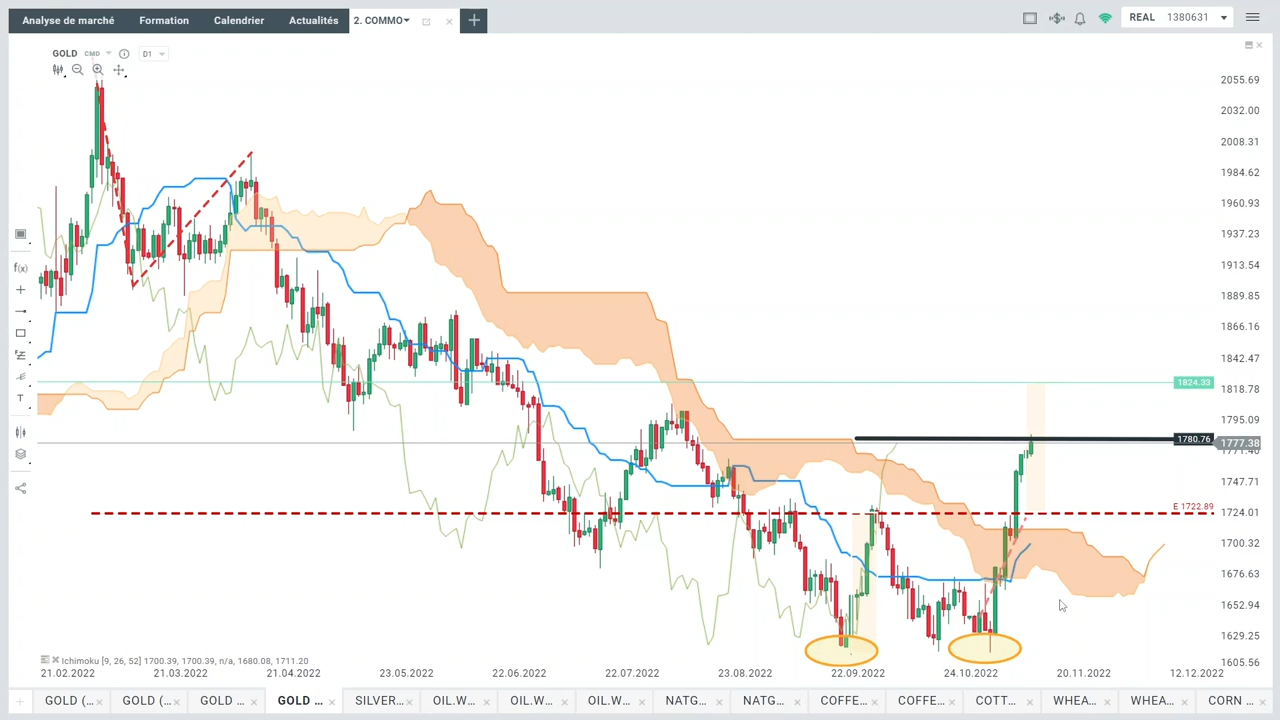 Analyse de marché Formation Calendrier Actualités 2. COMMO REAL 1380631
GOLD CMD D1
2055.69
2032.00
2008.31
1984.62
1960.93
1937.23
1913.54
1889.85
1866.16
1842.47
1824.33
1818.78
1795.09
1780.76
1777.38
1771.40
1747.71
E 1722.89
1724.01
1700.32
1676.63
1652.94
1629.25
1605.56
f(x)
T
Ichimoku [9, 26, 52] 1700.39, 1700.39, n/a, 1680.08, 1711.20
21.02.2022 21.03.2022 21.04.2022 23.05.2022 22.06.2022 22.07.2022 23.08.2022 22.09.2022 24.10.2022 20.11.2022 12.12.2022
GOLD (... GOLD (... GOLD ... GOLD ... SILVER... OIL.W... OIL.W... OIL.W... NATG... NATG... COFFE... COFFE... COTT... WHEA... WHEA... CORN ...